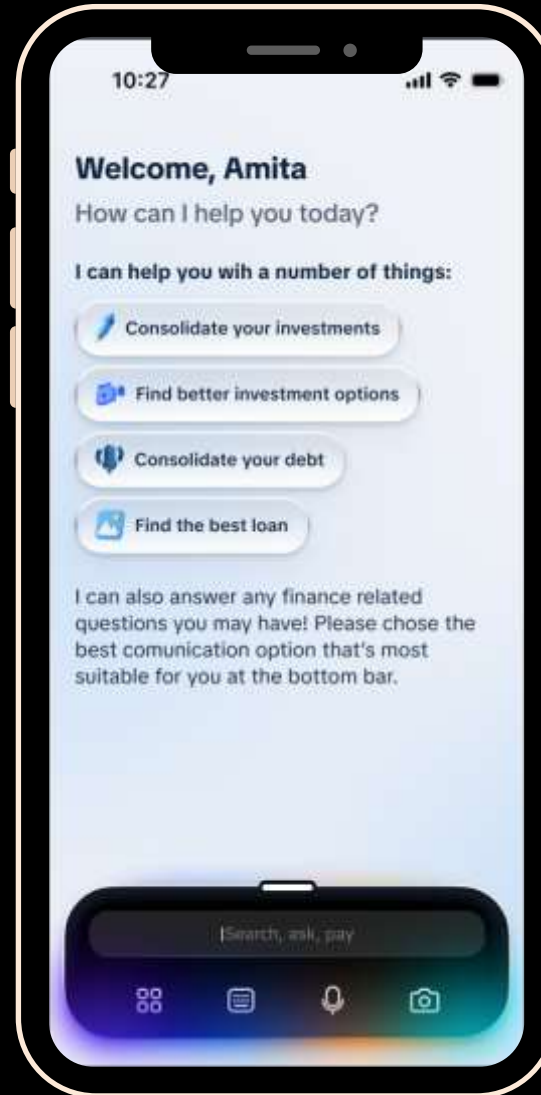 10:27
Welcome, Amita
How can I help you today?
I can help you wih a number of things:
Consolidate your investments
Find better investment options
Consolidate your debt
Find the best loan
I can also answer any finance related
questions you may have! Please chose the
best comunication option that's most
suitable for you at the bottom bar.
Search, ask, pay